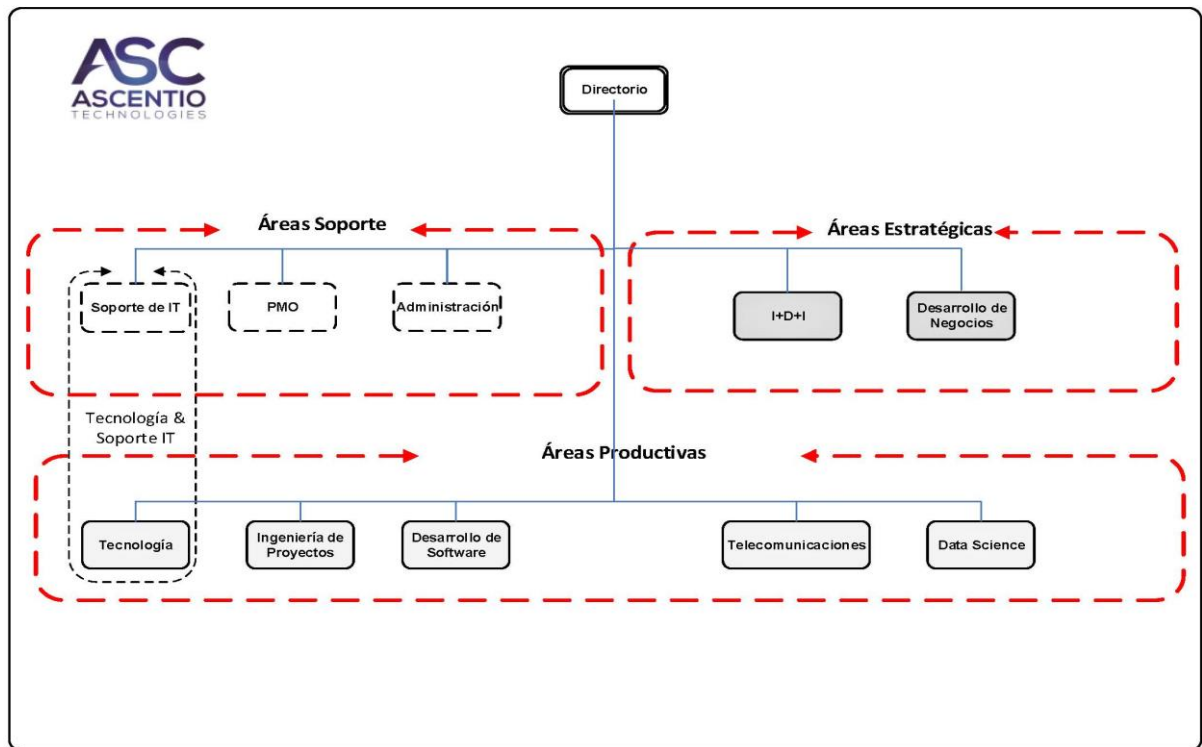 ASC
ASCENTIO
TECHNOLOGIES
Directorio
Áreas Soporte
Áreas Estratégicas
Soporte de IT
PMO
Administración
I+D+I
Desarrollo de
Negocios
Tecnología &
Soporte IT
Áreas Productivas
Tecnología
Ingeniería de
Proyectos
Desarrollo de
Software
Telecomunicaciones
Data Science